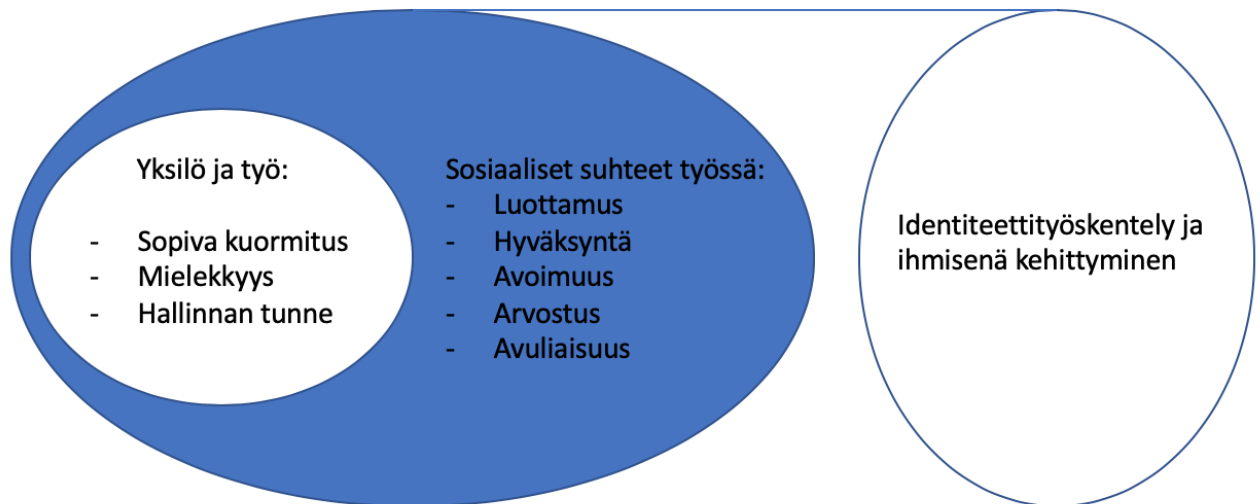 Yksilö ja työ:
- Sopiva kuormitus
- Mielekkyys
- Hallinnan tunne
Sosiaaliset suhteet työssä:
- Luottamus
- Hyväksyntä
- Avoimuus
- Arvostus
- Avuliaisuus
Identiteettityöskentely ja
ihmisenä kehittyminen